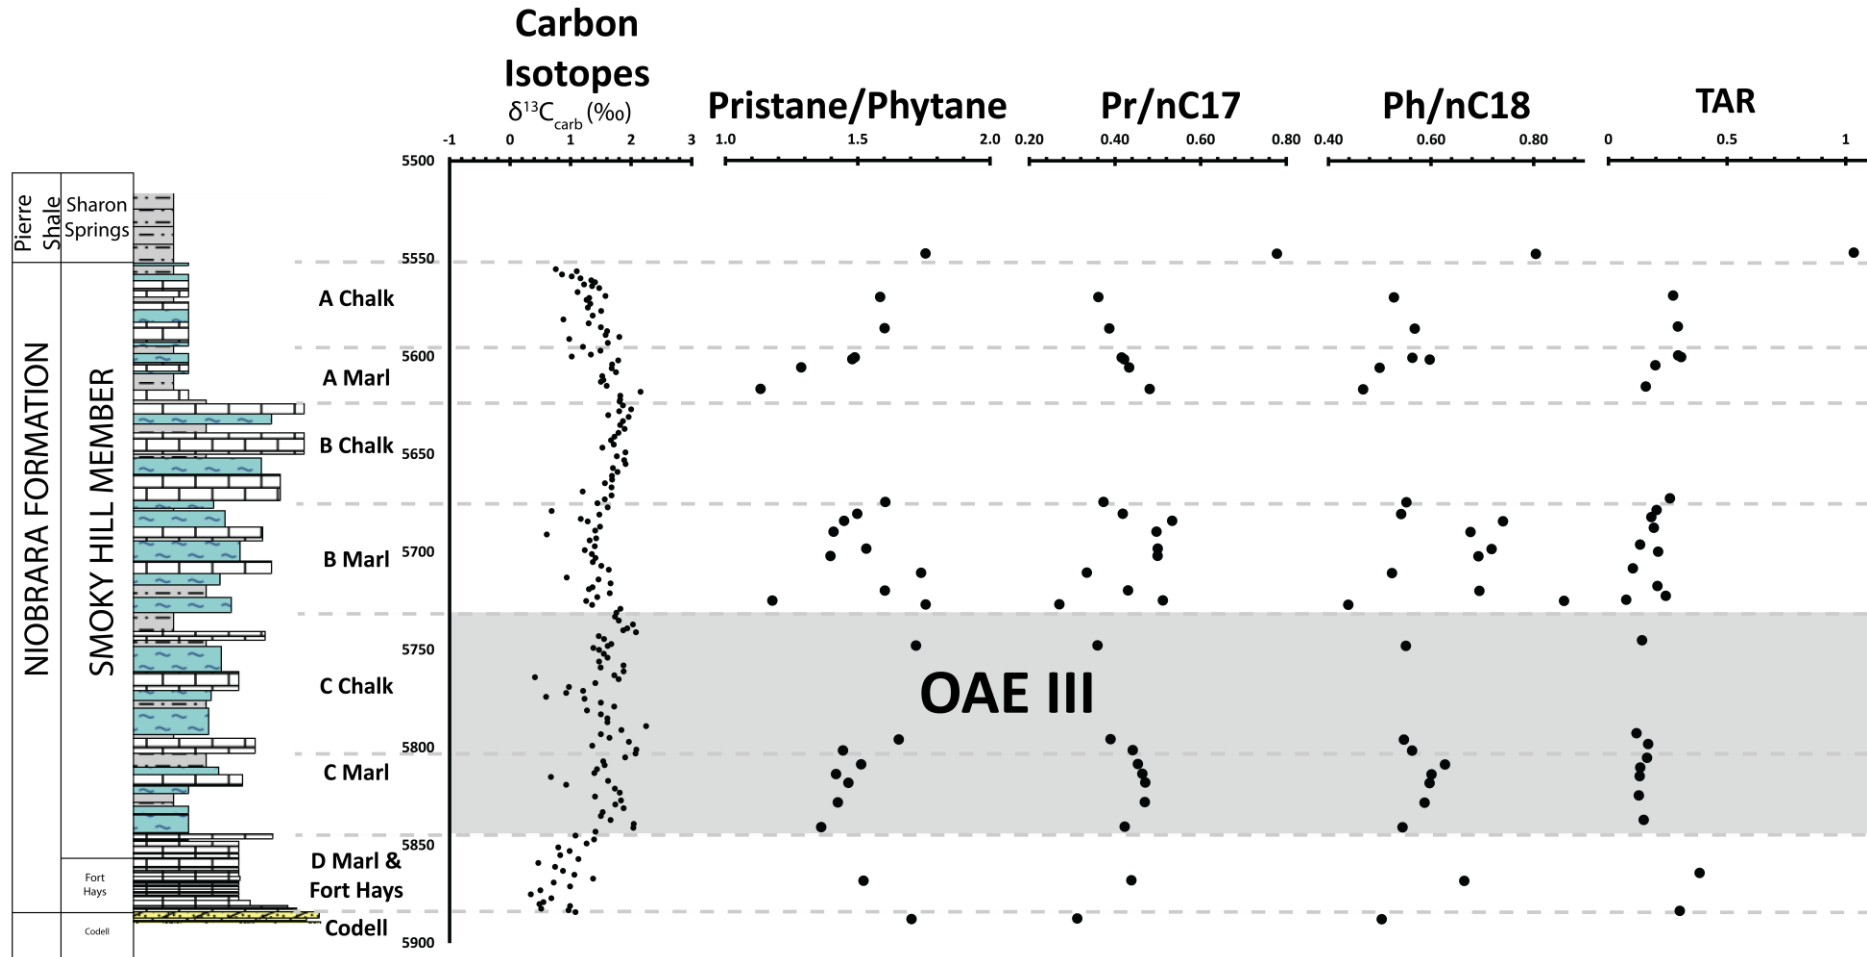 Carbon
Isotopes
δ¹³C_carb (‰)
Pristane/Phytane
Pr/nC17
Ph/nC18
TAR
-1 0 1 2 3
1.0 1.5 2.0
0.20 0.40 0.60 0.80
0.40 0.60 0.80
0 0.5 1
5500
5550
5600
5650
5700
5750
5800
5850
5900
Pierre
Shale
Sharon
Springs
NIOBRARA FORMATION
SMOKY HILL MEMBER
Fort
Hays
Codell
A Chalk
A Marl
B Chalk
B Marl
C Chalk
C Marl
D Marl &
Fort Hays
Codell
OAE III